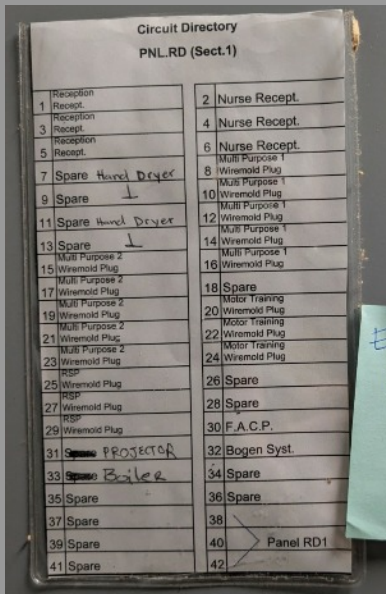 Circuit Directory
PNL.RD (Sect.1)
Reception
1 Recept.
Reception
3 Recept.
Reception
5 Recept.
7 Spare Hand Dryer
9 Spare ↓
11 Spare Hand Dryer
13 Spare ↓
Multi Purpose 2
15 Wiremold Plug
Multi Purpose 2
17 Wiremold Plug
Multi Purpose 2
19 Wiremold Plug
Multi Purpose 2
21 Wiremold Plug
Multi Purpose 2
23 Wiremold Plug
RSP
25 Wiremold Plug
RSP
27 Wiremold Plug
RSP
29 Wiremold Plug
31 PROJECTOR
33 Boiler
35 Spare
37 Spare
39 Spare
41 Spare
2 Nurse Recept.
4 Nurse Recept.
6 Nurse Recept.
Multi Purpose 1
8 Wiremold Plug
Multi Purpose 1
10 Wiremold Plug
Multi Purpose 1
12 Wiremold Plug
Multi Purpose 1
14 Wiremold Plug
Multi Purpose 1
16 Wiremold Plug
18 Spare
Motor Training
20 Wiremold Plug
Motor Training
22 Wiremold Plug
Motor Training
24 Wiremold Plug
26 Spare
28 Spare
30 F.A.C.P.
32 Bogen Syst.
34 Spare
36 Spare
38
40 Panel RD1
42